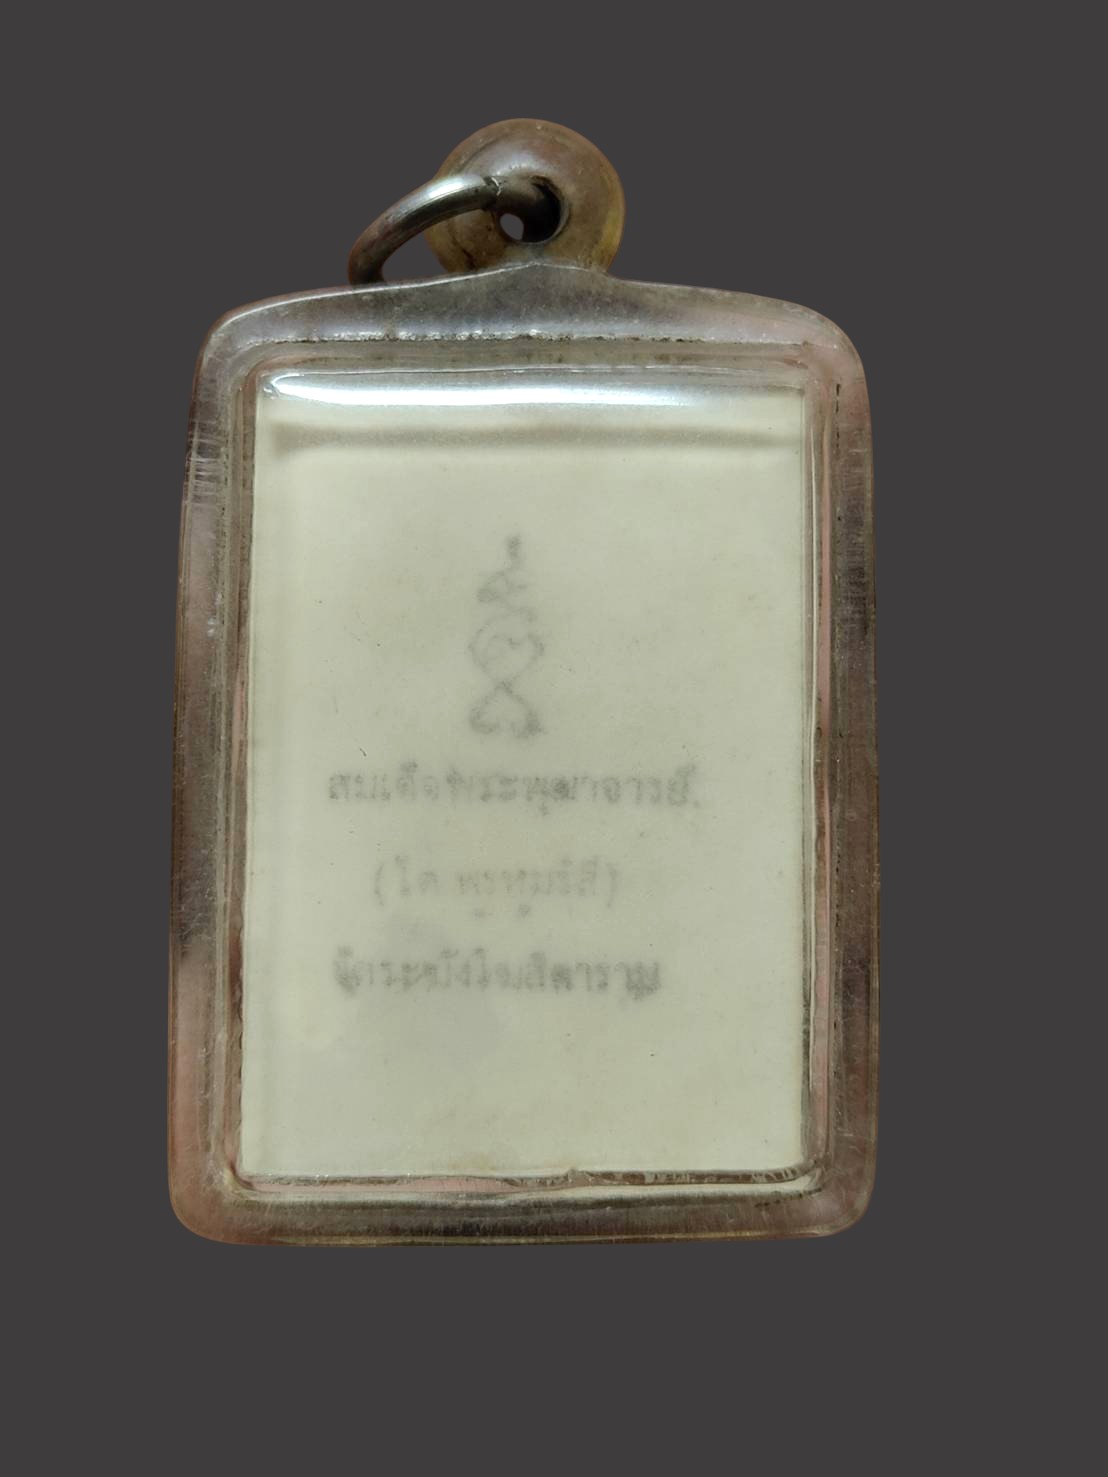 สมเด็จพระพุฒาจารย์
(โต พรหมรังสี)
วัดระฆังโฆสิตาราม